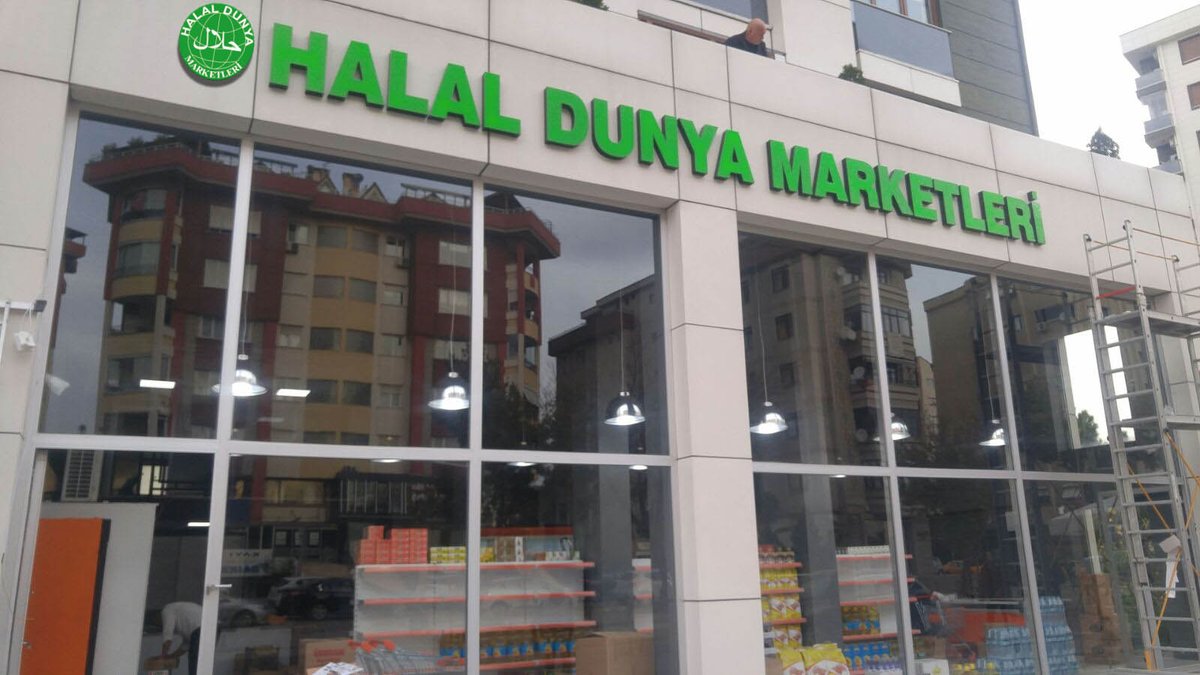 HALAL DUNYA
حلال
MARKETLERİ
HALAL DUNYA MARKETLERİ